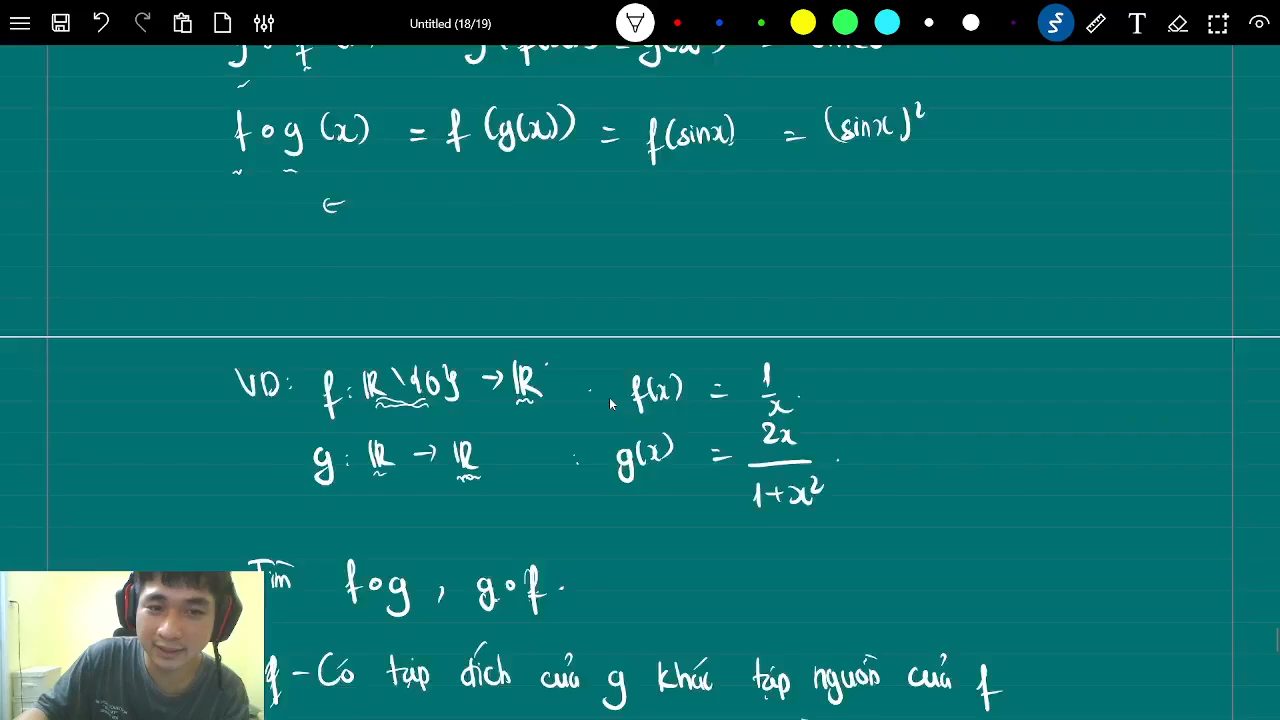 Untitled (18/19)
f o g (x) = f (g(x)) = f(sinx) = (sinx)²
∈
VD: f: ℝ \ {0} → ℝ : f(x) = 1/x .
g : ℝ → ℝ : g(x) = 2x/(1+x²) .
Tìm f o g , g o f .
- Có tập đích của g khác tập nguồn của f